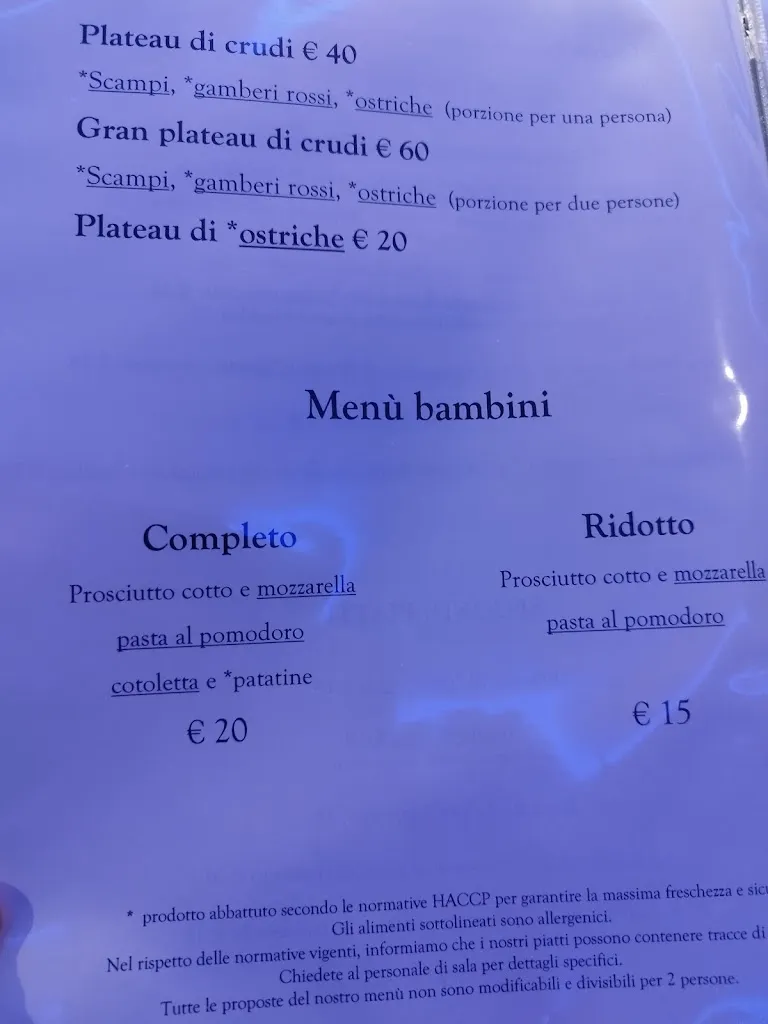 Plateau di crudi € 40
*Scampi, *gamberi rossi, *ostriche (porzione per una persona)
Gran plateau di crudi € 60
*Scampi, *gamberi rossi, *ostriche (porzione per due persone)
Plateau di *ostriche € 20
Menù bambini
Completo
Prosciutto cotto e mozzarella
pasta al pomodoro
cotoletta e *patatine
€ 20
Ridotto
Prosciutto cotto e mozzarella
pasta al pomodoro
€ 15
* prodotto abbattuto secondo le normative HACCP per garantire la massima freschezza e
Gli alimenti sottolineati sono allergenici.
Nel rispetto delle normative vigenti, informiamo che i nostri piatti possono contenere tracce di
Chiedete al personale di sala per dettagli specifici.
Tutte le proposte del nostro menù non sono modificabili e divisibili per 2 persone.